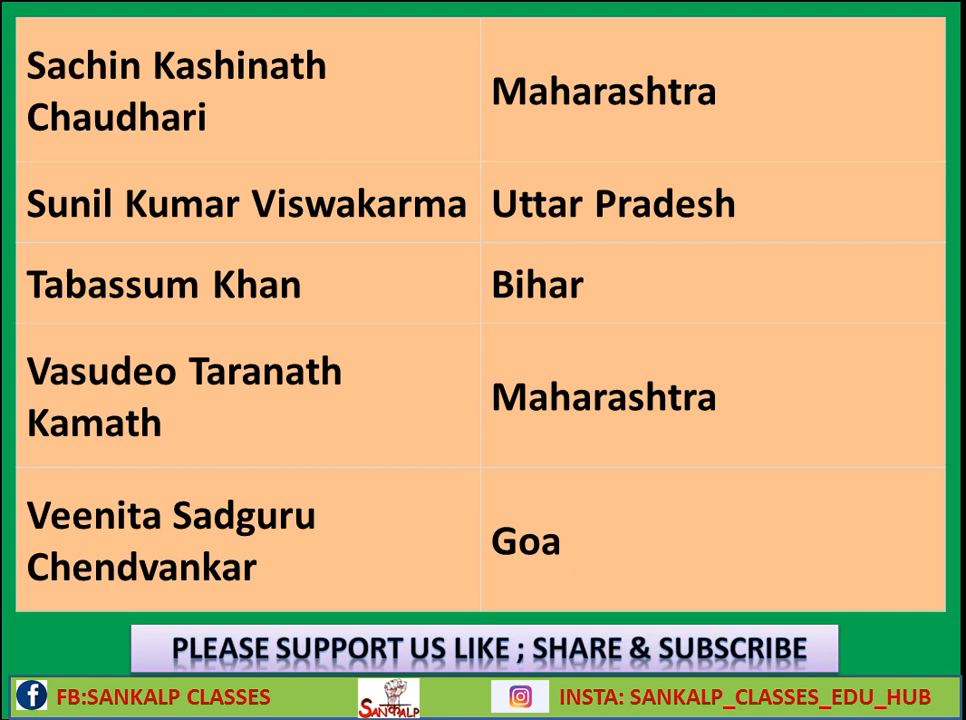 Sachin Kashinath
Chaudhari
Maharashtra
Sunil Kumar Viswakarma
Uttar Pradesh
Tabassum Khan
Bihar
Vasudeo Taranath
Kamath
Maharashtra
Veenita Sadguru
Chendvankar
Goa
PLEASE SUPPORT US LIKE ; SHARE & SUBSCRIBE
FB:SANKALP CLASSES
SANKALP
INSTA: SANKALP_CLASSES_EDU_HUB